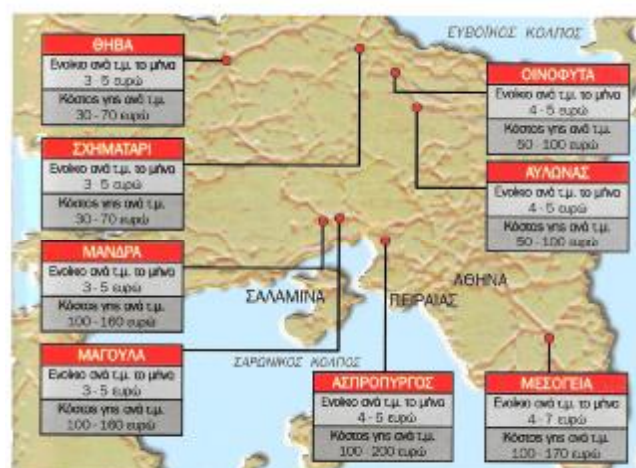 ΕΥΒΟΪΚΟΣ ΚΟΛΠΟΣ
ΘΗΒΑ
Ενοίκιο ανά τ.μ. το μήνα
3-5 ευρώ
Κόστος γης ανά τ.μ.
30-70 ευρώ
ΟΙΝΟΦΥΤΑ
Ενοίκιο ανά τ.μ. το μήνα
4-5 ευρώ
Κόστος γης ανά τ.μ.
50-100 ευρώ
ΣΧΗΜΑΤΑΡΙ
Ενοίκιο ανά τ.μ. το μήνα
3-5 ευρώ
Κόστος γης ανά τ.μ.
30-70 ευρώ
ΑΥΛΩΝΑΣ
Ενοίκιο ανά τ.μ. το μήνα
4-5 ευρώ
Κόστος γης ανά τ.μ.
50-100 ευρώ
ΜΑΝΔΡΑ
Ενοίκιο ανά τ.μ. το μήνα
3-5 ευρώ
Κόστος γης ανά τ.μ.
100-160 ευρώ
ΣΑΛΑΜΙΝΑ
ΠΕΙΡΑΙΑΣ
ΑΘΗΝΑ
ΜΑΓΟΥΛΑ
Ενοίκιο ανά τ.μ. το μήνα
3-5 ευρώ
Κόστος γης ανά τ.μ.
100-160 ευρώ
ΣΑΡΩΝΙΚΟΣ ΚΟΛΠΟΣ
ΑΣΠΡΟΠΥΡΓΟΣ
Ενοίκιο ανά τ.μ. το μήνα
4-5 ευρώ
Κόστος γης ανά τ.μ.
100-200 ευρώ
ΜΕΣΟΓΕΙΑ
Ενοίκιο ανά τ.μ. το μήνα
4-7 ευρώ
Κόστος γης ανά τ.μ.
100-170 ευρώ